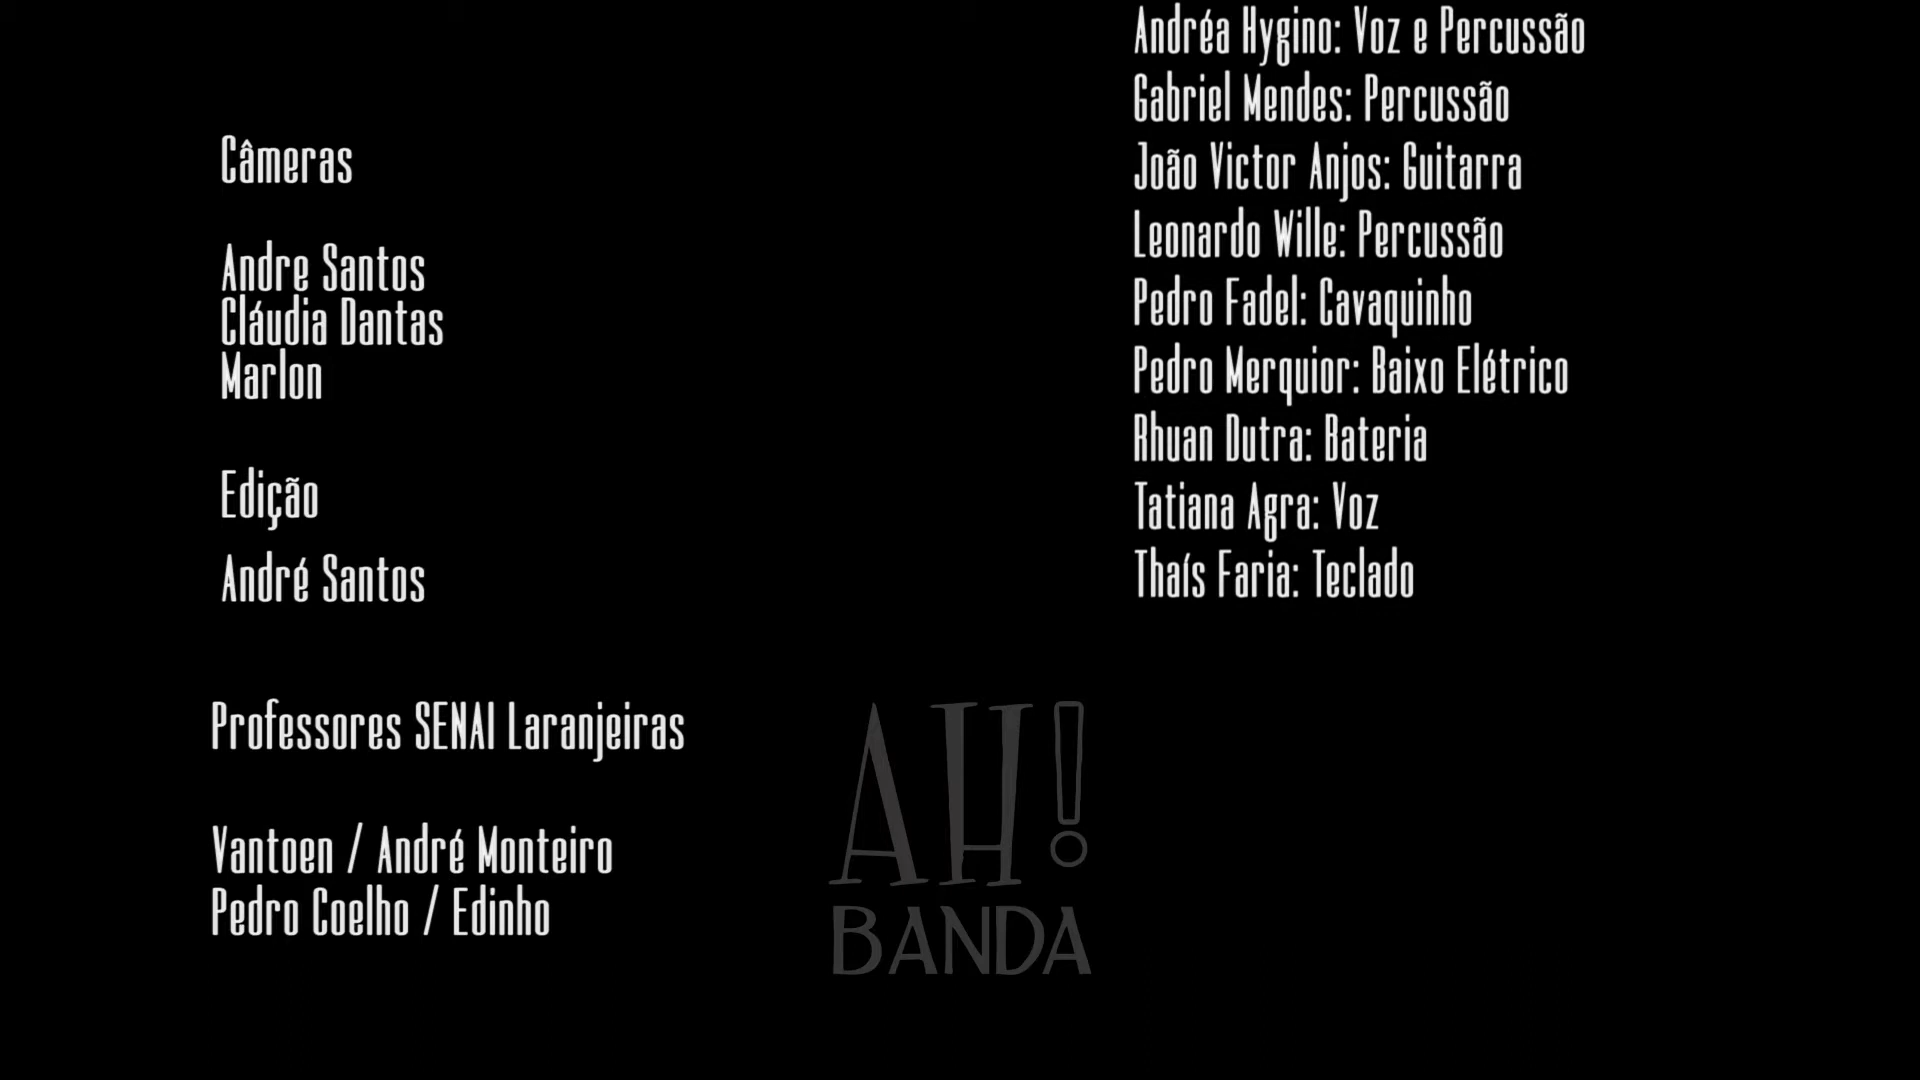 Câmeras
Andre Santos
Cláudia Dantas
Marlon
Edição
André Santos
Professores SENAI Laranjeiras
Vantoen / André Monteiro
Pedro Coelho / Edinho
Andréa Hygino: Voz e Percussão
Gabriel Mendes: Percussão
João Victor Anjos: Guitarra
Leonardo Wille: Percussão
Pedro Fadel: Cavaquinho
Pedro Merquior: Baixo Elétrico
Rhuan Dutra: Bateria
Tatiana Agra: Voz
Thaís Faria: Teclado
AH!
BANDA